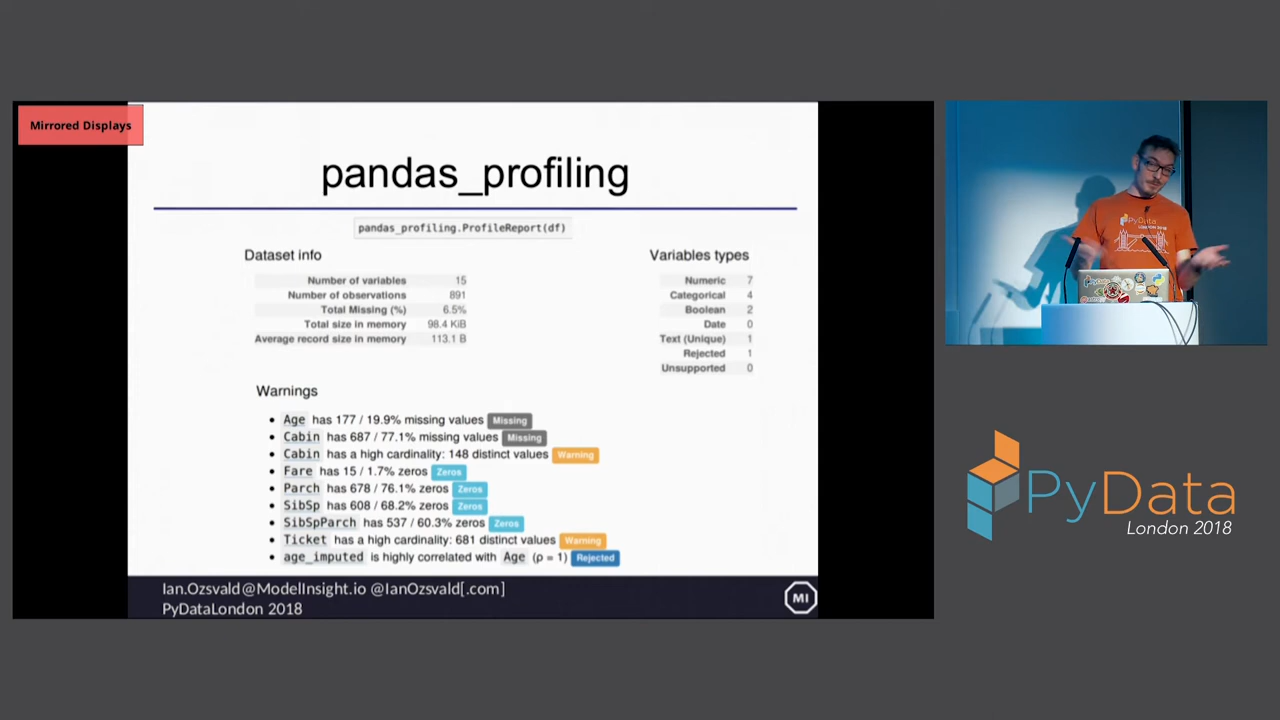 Mirrored Displays
pandas_profiling
pandas_profiling.ProfileReport(df)
Dataset info
Number of variables 15
Number of observations 891
Total Missing (%) 6.5%
Total size in memory 98.4 KiB
Average record size in memory 113.1 B
Variables types
Numeric 7
Categorical 4
Boolean 2
Date 0
Text (Unique) 1
Rejected 1
Unsupported 0
Warnings
• Age has 177 / 19.9% missing values Missing
• Cabin has 687 / 77.1% missing values Missing
• Cabin has a high cardinality: 148 distinct values Warning
• Fare has 15 / 1.7% zeros Zeros
• Parch has 678 / 76.1% zeros Zeros
• SibSp has 608 / 68.2% zeros Zeros
• SibSpParch has 537 / 60.3% zeros Zeros
• Ticket has a high cardinality: 681 distinct values Warning
• age_imputed is highly correlated with Age (ρ = 1) Rejected
Ian.Ozsvald@ModelInsight.io @IanOzsvald[.com]
PyDataLondon 2018
MI
PyData
LONDON 2018
PyData
London 2018